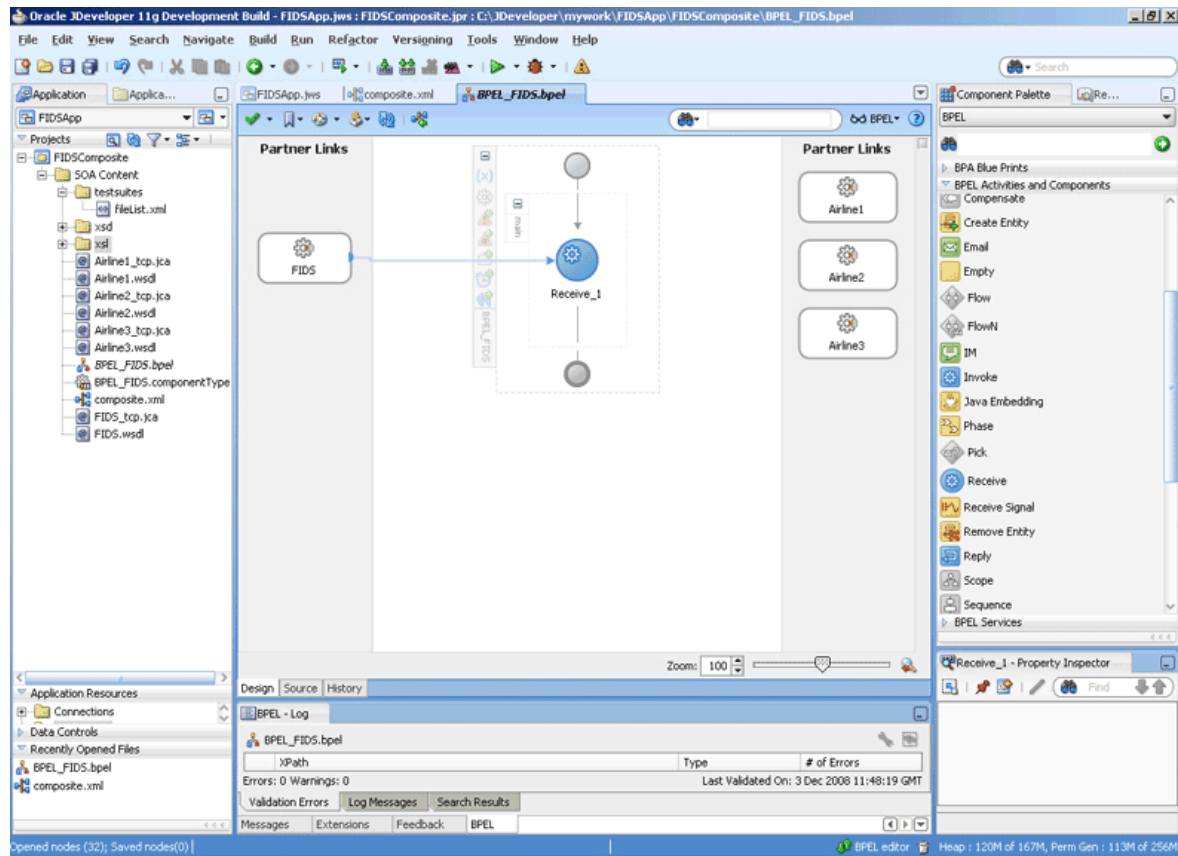 Oracle JDeveloper 11g Development Build - FIDSApp.jws : FIDSComposite.jpr : C:\JDeveloper\mywork\FIDSApp\FIDSComposite\BPEL_FIDS.bpel
File Edit View Search Navigate Build Run Refactor Versioning Tools Window Help
Search
Application Applica...
FIDSApp.jws composite.xml BPEL_FIDS.bpel
Component Palette Re...
FIDSApp
BPEL
BPEL
Projects
FIDSComposite
SOA Content
testsuites
fileList.xml
xsd
xsl
Airline1_tcp.jca
Airline1.wsdl
Airline2_tcp.jca
Airline2.wsdl
Airline3_tcp.jca
Airline3.wsdl
BPEL_FIDS.bpel
BPEL_FIDS.componentType
composite.xml
FIDS_tcp.jca
FIDS.wsdl
Partner Links
FIDS
(x)
main
BPEL_FIDS
Receive_1
Partner Links
Airline1
Airline2
Airline3
Zoom: 100
Design Source History
BPA Blue Prints
BPEL Activities and Components
Compensate
Create Entity
Email
Empty
Flow
FlowN
IM
Invoke
Java Embedding
Phase
Pick
Receive
Receive Signal
Remove Entity
Reply
Scope
Sequence
BPEL Services
Application Resources
Connections
Data Controls
Recently Opened Files
BPEL_FIDS.bpel
composite.xml
BPEL - Log
BPEL_FIDS.bpel
XPath Type # of Errors
Errors: 0 Warnings: 0 Last Validated On: 3 Dec 2008 11:48:19 GMT
Validation Errors Log Messages Search Results
Messages Extensions Feedback BPEL
Receive_1 - Property Inspector
Find
Opened nodes (32); Saved nodes(0) BPEL editor Heap : 120M of 167M, Perm Gen : 113M of 256M